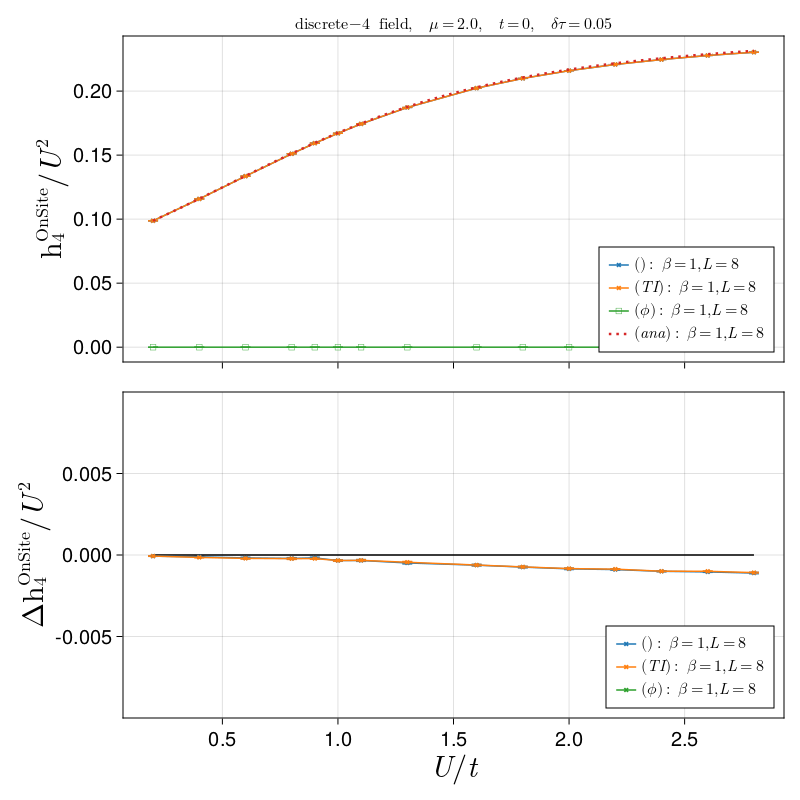 discrete−4 field, μ = 2.0, t = 0, δτ = 0.05
h₄^OnSite / U²
0.20
0.15
0.10
0.05
0.00
() : β = 1, L = 8
(TI) : β = 1, L = 8
(ϕ) : β = 1, L = 8
(ana) : β = 1, L = 8
Δh₄^OnSite / U²
0.005
0.000
-0.005
() : β = 1, L = 8
(TI) : β = 1, L = 8
(ϕ) : β = 1, L = 8
0.5 1.0 1.5 2.0 2.5
U/t